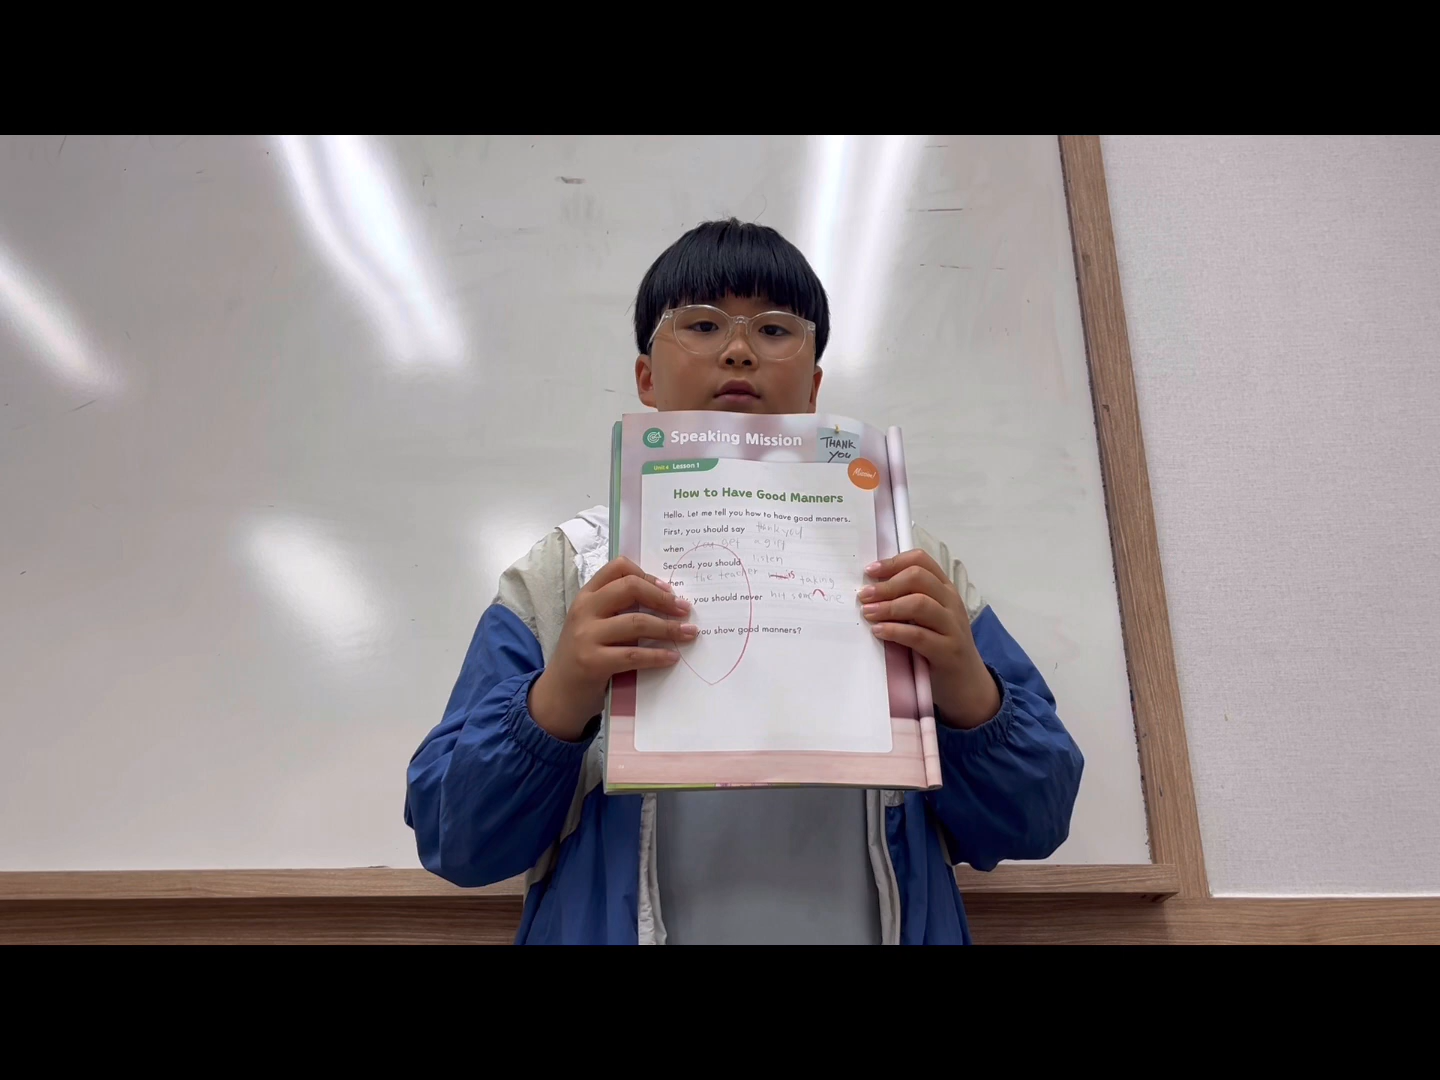 Speaking Mission
THANK YOU
Unit 4 Lesson 1
Mission!
How to Have Good Manners
Hello. Let me tell you how to have good manners.
First, you should say thank you
when you get a gift
Second, you should listen
when the teacher is taking
you should never hit some one
you show good manners?